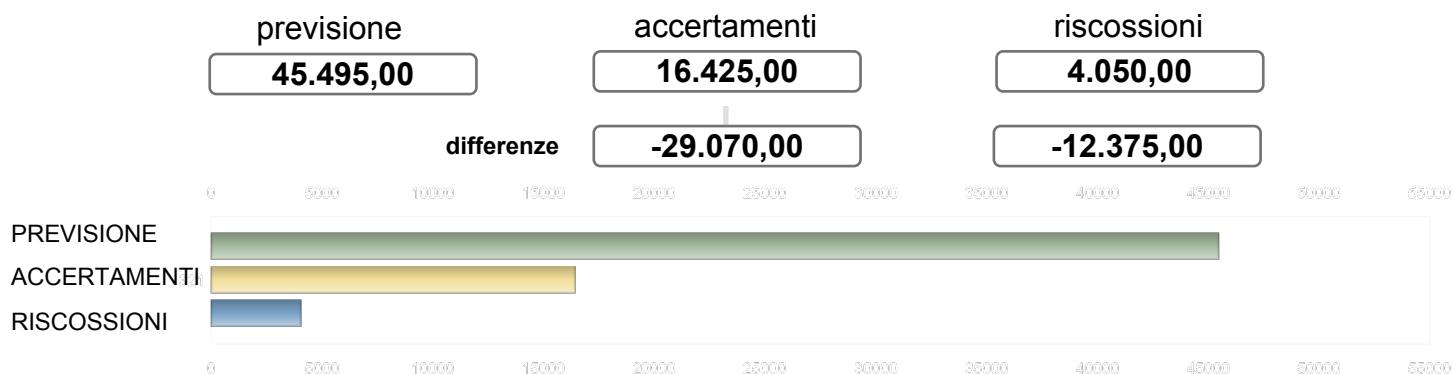 previsione accertamenti riscossioni
45.495,00 16.425,00 4.050,00
differenze -29.070,00 -12.375,00
0 5000 10000 15000 20000 25000 30000 35000 40000 45000 50000 55000
PREVISIONE
ACCERTAMENTI
RISCOSSIONI
0 5000 10000 15000 20000 25000 30000 35000 40000 45000 50000 55000